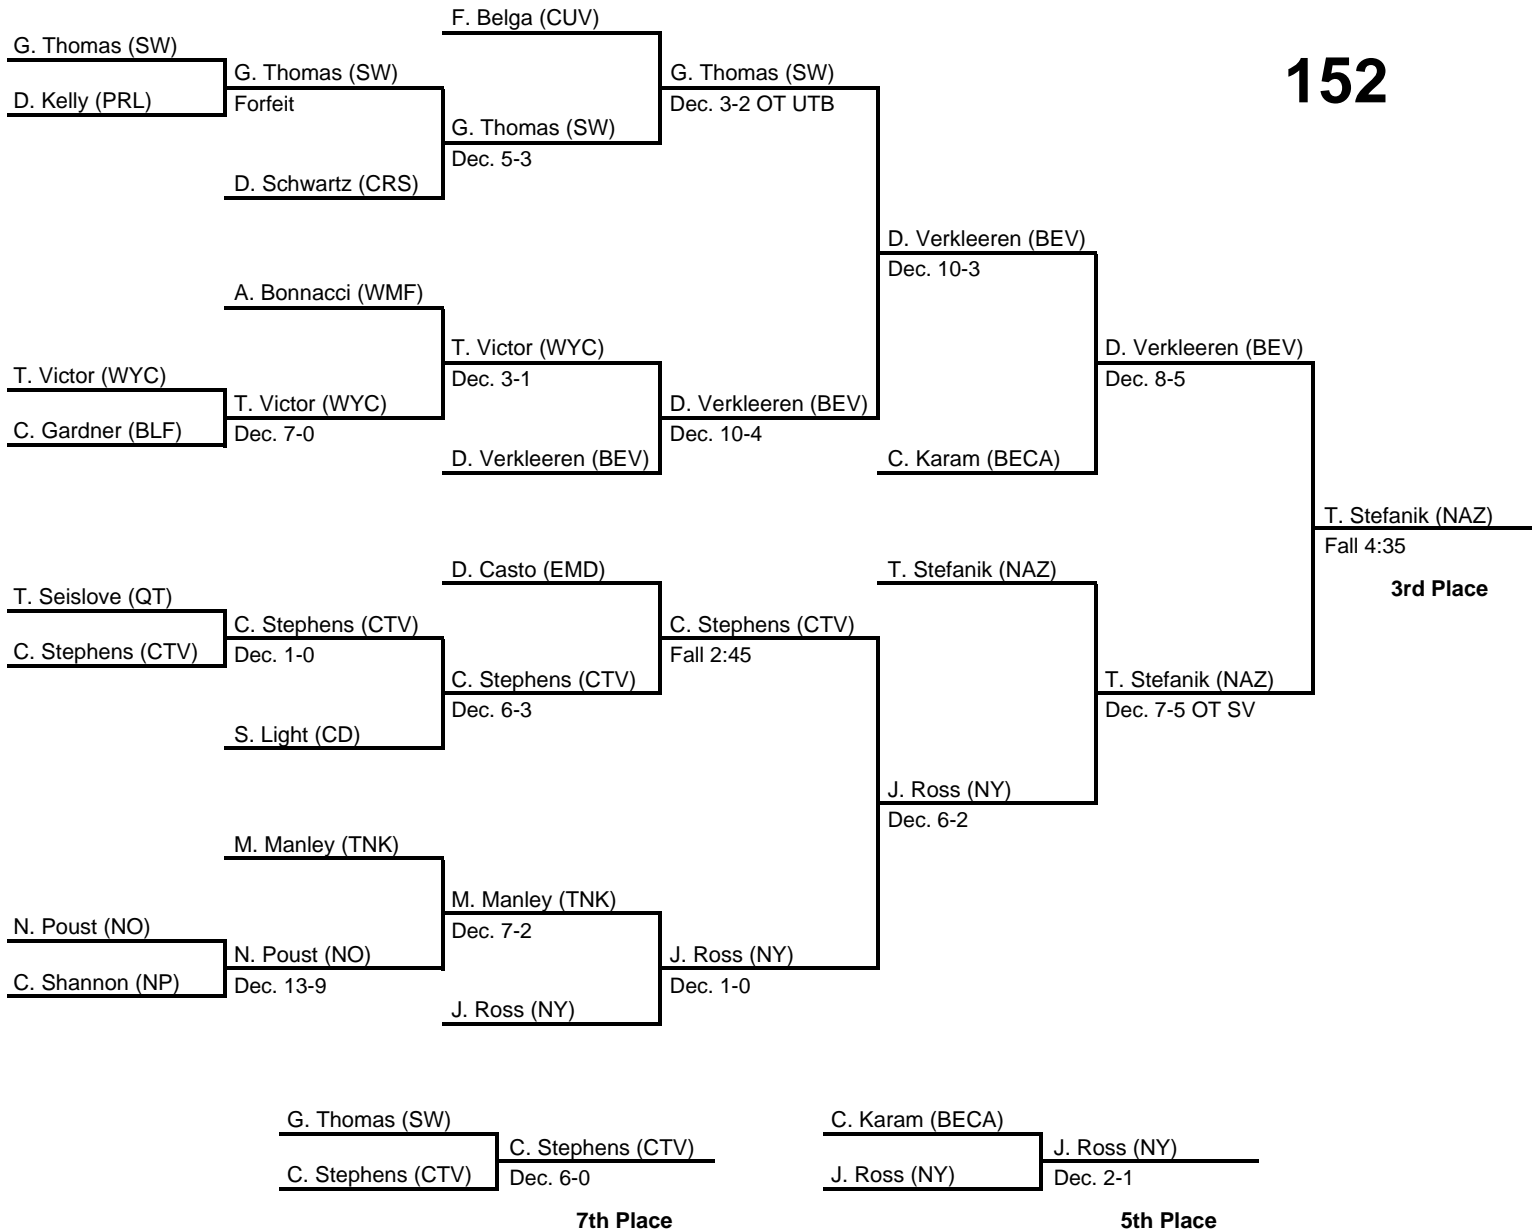 152
F. Belga (CUV)
G. Thomas (SW)
G. Thomas (SW)
G. Thomas (SW)
D. Kelly (PRL)
Forfeit
Dec. 3-2 OT UTB
G. Thomas (SW)
Dec. 5-3
D. Schwartz (CRS)
D. Verkleeren (BEV)
Dec. 10-3
A. Bonnacci (WMF)
T. Victor (WYC)
D. Verkleeren (BEV)
T. Victor (WYC)
Dec. 3-1
Dec. 8-5
T. Victor (WYC)
D. Verkleeren (BEV)
C. Gardner (BLF)
Dec. 7-0
Dec. 10-4
D. Verkleeren (BEV)
C. Karam (BECA)
T. Stefanik (NAZ)
Fall 4:35
3rd Place
D. Casto (EMD)
T. Stefanik (NAZ)
T. Seislove (QT)
C. Stephens (CTV)
C. Stephens (CTV)
C. Stephens (CTV)
Dec. 1-0
Fall 2:45
C. Stephens (CTV)
T. Stefanik (NAZ)
Dec. 6-3
Dec. 7-5 OT SV
S. Light (CD)
J. Ross (NY)
Dec. 6-2
M. Manley (TNK)
M. Manley (TNK)
Dec. 7-2
N. Poust (NO)
N. Poust (NO)
J. Ross (NY)
C. Shannon (NP)
Dec. 13-9
Dec. 1-0
J. Ross (NY)
G. Thomas (SW)
C. Stephens (CTV)
C. Stephens (CTV)
Dec. 6-0
7th Place
C. Karam (BECA)
J. Ross (NY)
J. Ross (NY)
Dec. 2-1
5th Place